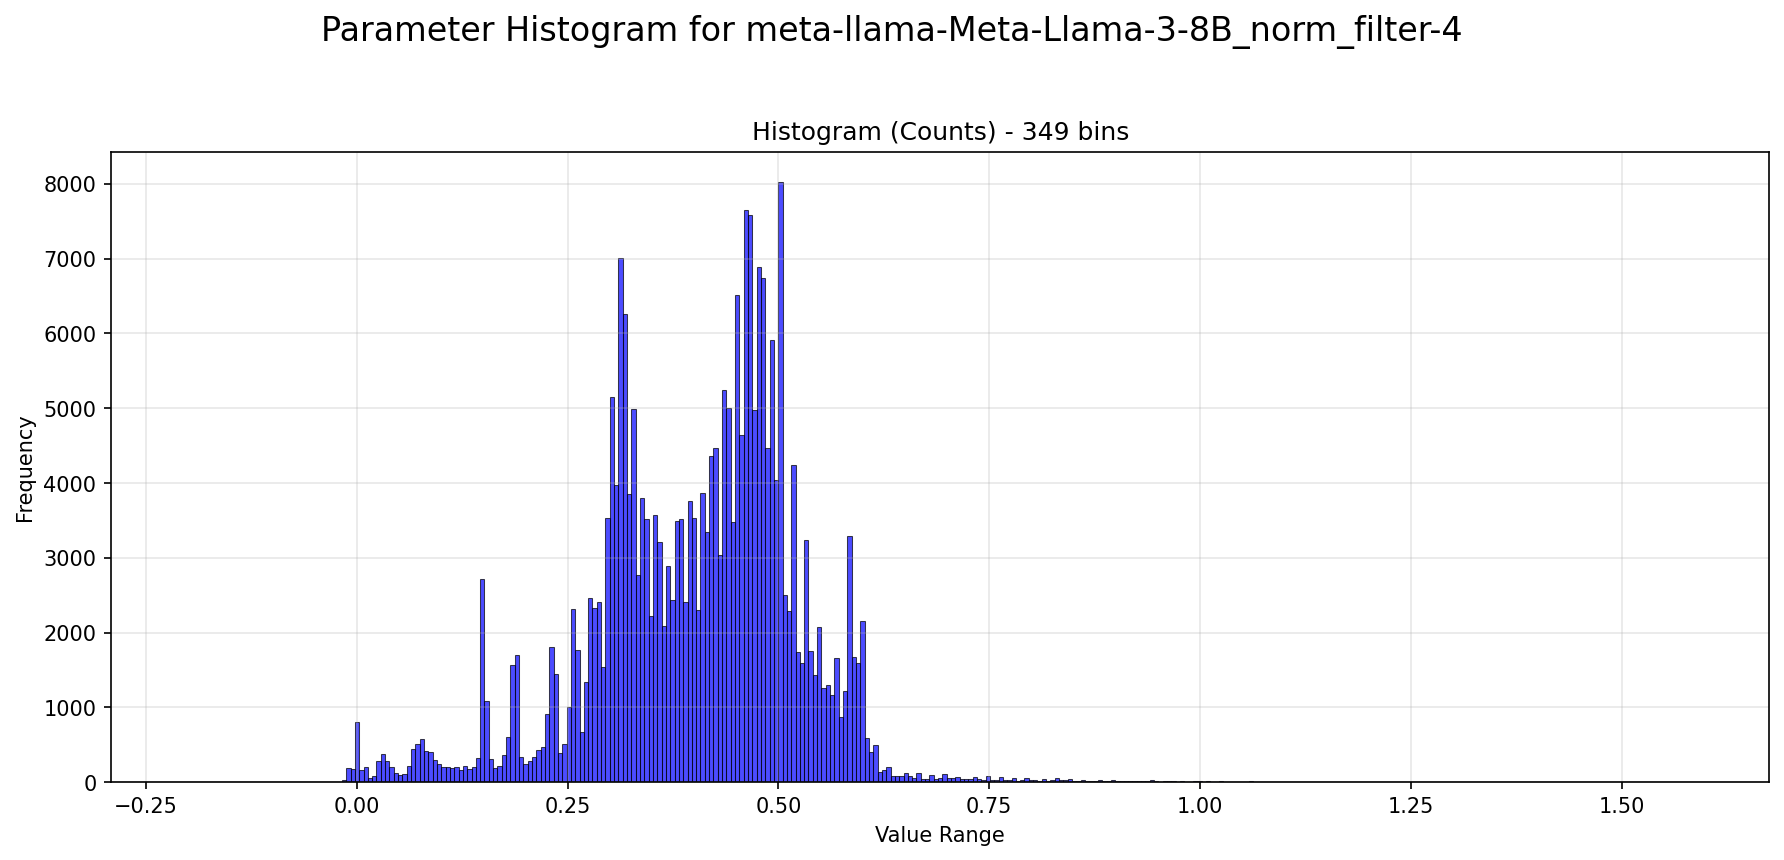 Parameter Histogram for meta-llama-Meta-Llama-3-8B_norm_filter-4
Histogram (Counts) - 349 bins
8000
7000
6000
5000
4000
3000
2000
1000
0
Frequency
−0.25 0.00 0.25 0.50 0.75 1.00 1.25 1.50
Value Range